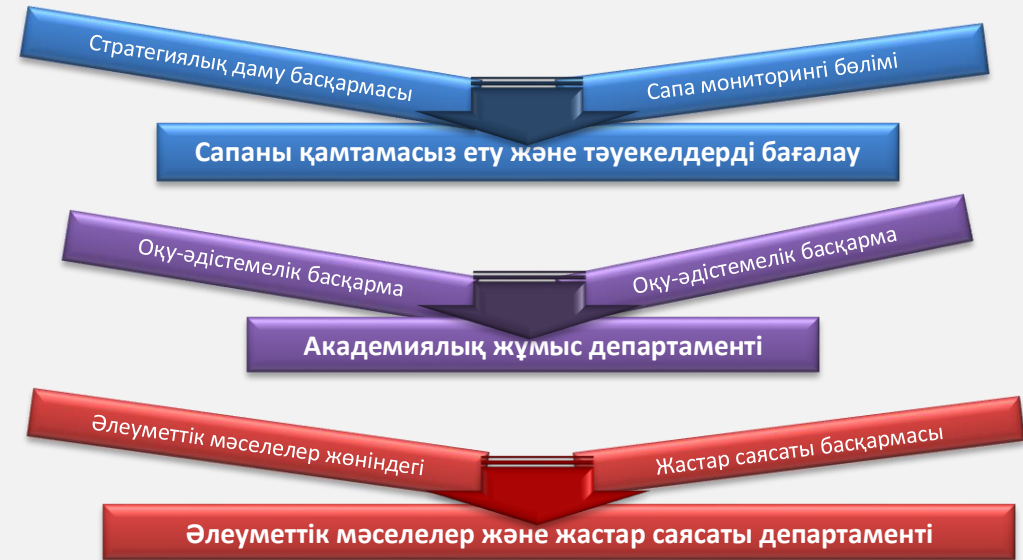 Стратегиялық даму басқармасы
Сапа мониторингі бөлімі
Сапаны қамтамасыз ету және тәуекелдерді бағалау
Оқу-әдістемелік басқарма
Оқу-әдістемелік басқарма
Академиялық жұмыс департаменті
Әлеуметтік мәселелер жөніндегі
Жастар саясаты басқармасы
Әлеуметтік мәселелер және жастар саясаты департаменті